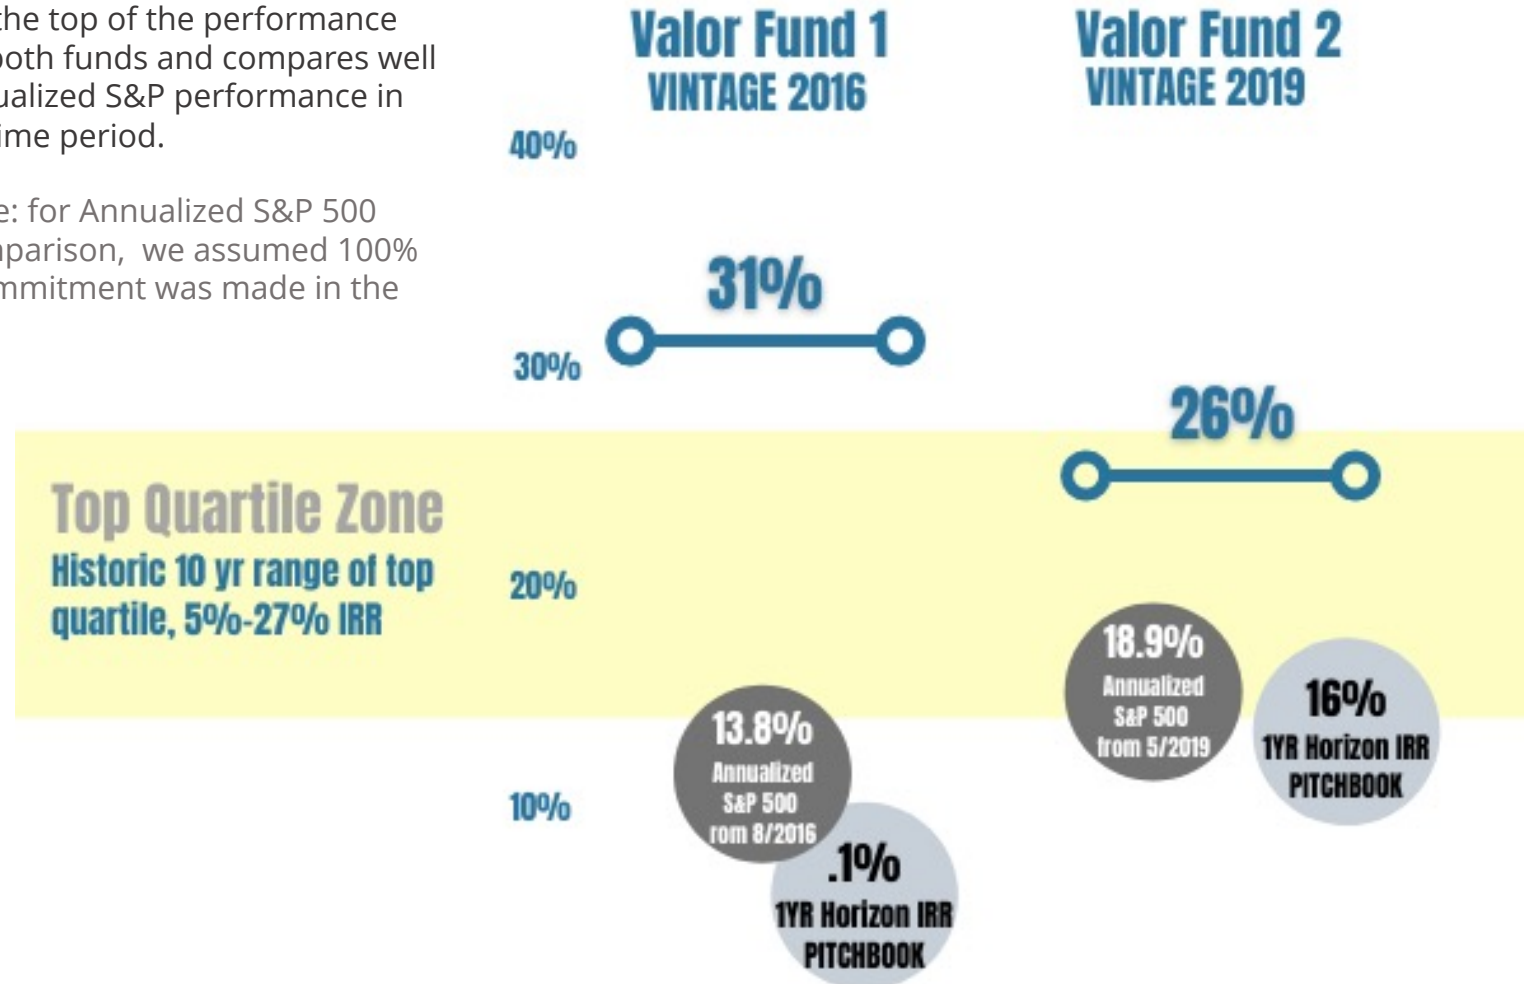 the top of the performance
both funds and compares well
ualized S&P performance in
ime period.
e: for Annualized S&P 500
parison, we assumed 100%
mmitment was made in the
Valor Fund 1
VINTAGE 2016
Valor Fund 2
VINTAGE 2019
40%
31%
30%
26%
Top Quartile Zone
Historic 10 yr range of top
quartile, 5%-27% IRR
20%
18.9%
Annualized
S&P 500
from 5/2019
16%
1YR Horizon IRR
PITCHBOOK
13.8%
Annualized
S&P 500
rom 8/2016
10%
.1%
1YR Horizon IRR
PITCHBOOK